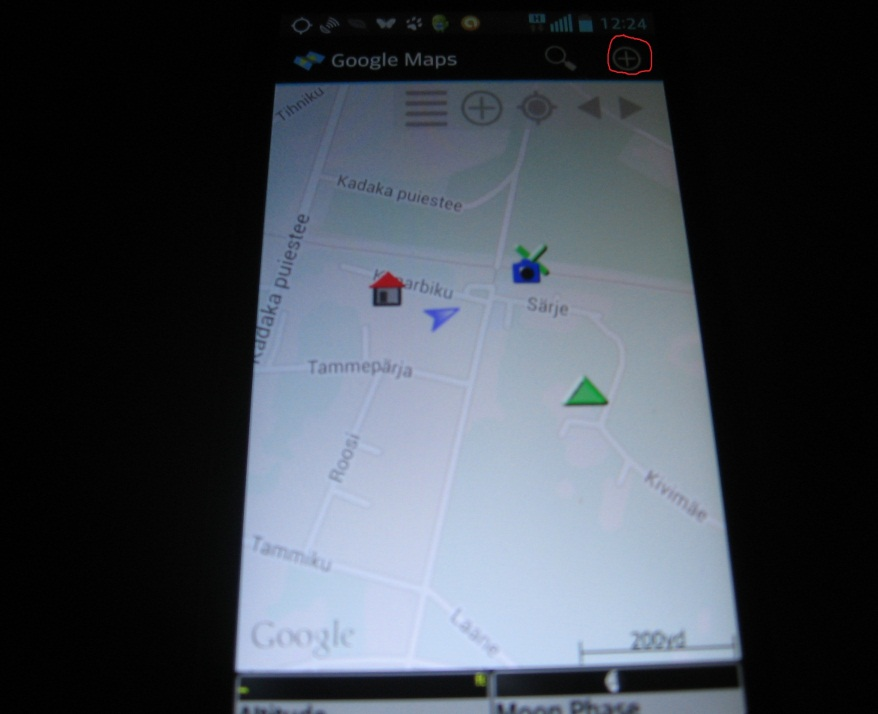 12:24
Google Maps
Tihniku
Kadaka puiestee
Kadaka puiestee
Särje
Tammepärja
Roosi
Kivimäe
Tammiku
Laane
Google
200yd
Altitude
Moon Phase